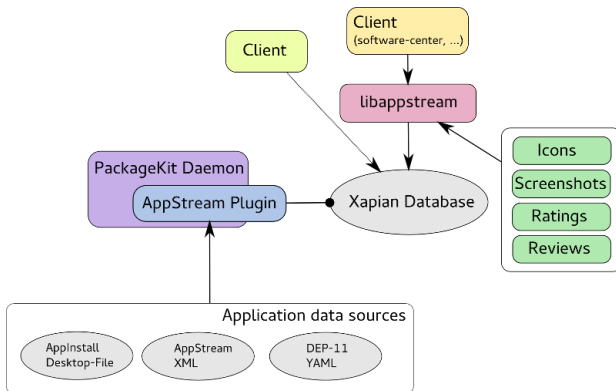 Client
(software-center, ...)
Client
libappstream
Icons
Screenshots
Ratings
Reviews
PackageKit Daemon
AppStream Plugin
Xapian Database
Application data sources
AppInstall
Desktop-File
AppStream
XML
DEP-11
YAML